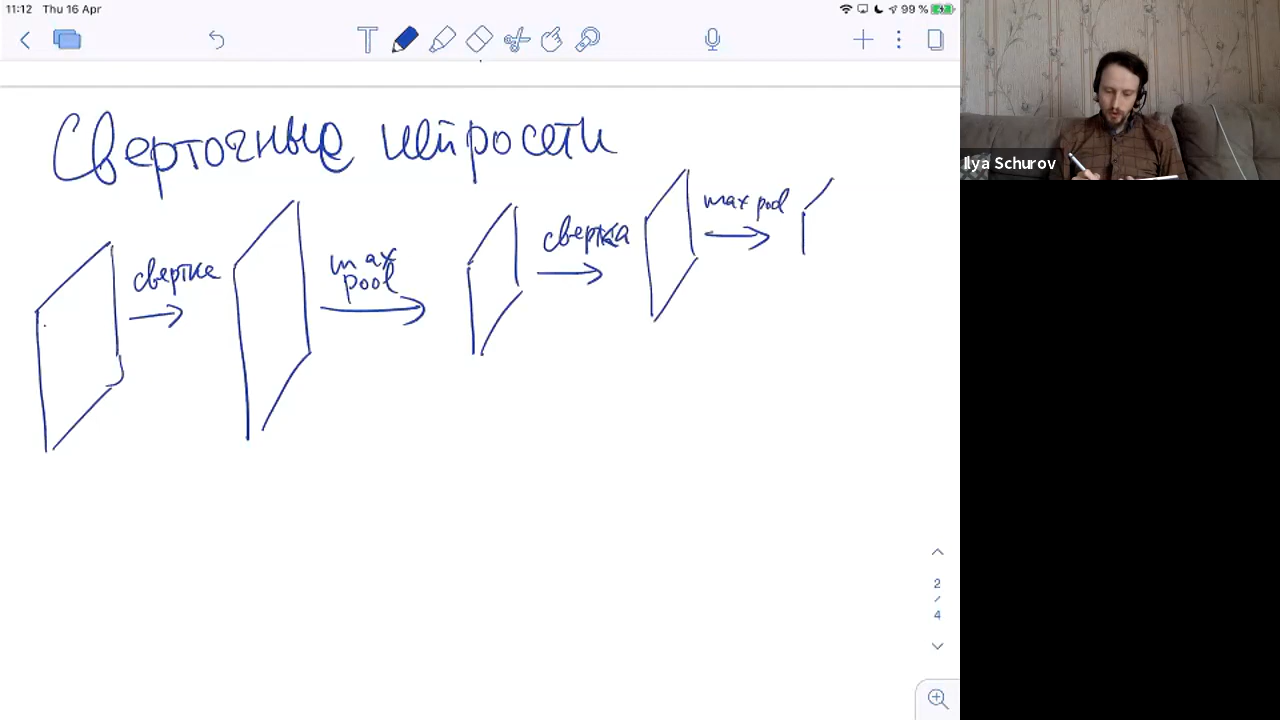 11:12 Thu 16 Apr
99 %
T
Сверточные нейросети
свертка
max
pool
свертка
max pool
Ilya Schurov
2
/
4